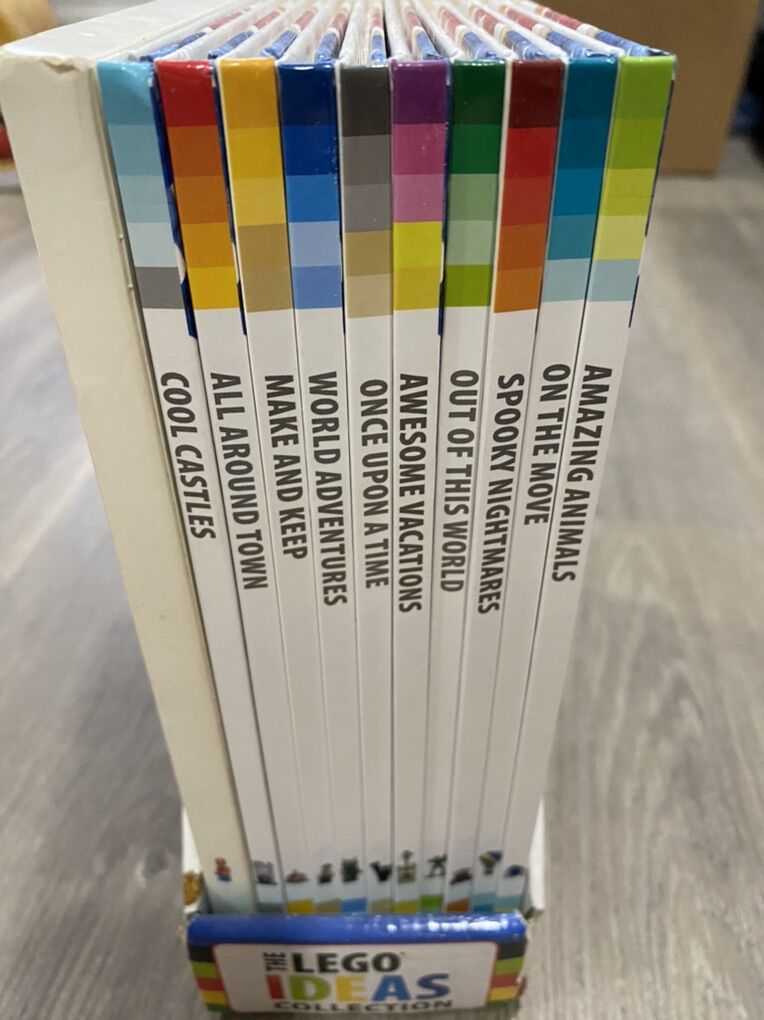 COOL CASTLES
ALL AROUND TOWN
MAKE AND KEEP
WORLD ADVENTURES
ONCE UPON A TIME
AWESOME VACATIONS
OUT OF THIS WORLD
SPOOKY NIGHTMARES
ON THE MOVE
AMAZING ANIMALS
THE LEGO
IDEAS
COLLECTION